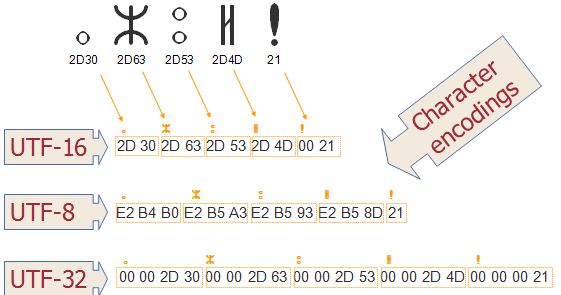 ⴰ ⵣ ⵓ ⵍ !
2D30 2D63 2D53 2D4D 21
Character
encodings
ⴰ ⵣ ⵓ ⵍ !
UTF-16 2D 30 2D 63 2D 53 2D 4D 00 21
ⴰ ⵣ ⵓ ⵍ !
UTF-8 E2 B4 B0 E2 B5 A3 E2 B5 93 E2 B5 8D 21
ⴰ ⵣ ⵓ ⵍ !
UTF-32 00 00 2D 30 00 00 2D 63 00 00 2D 53 00 00 2D 4D 00 00 00 21